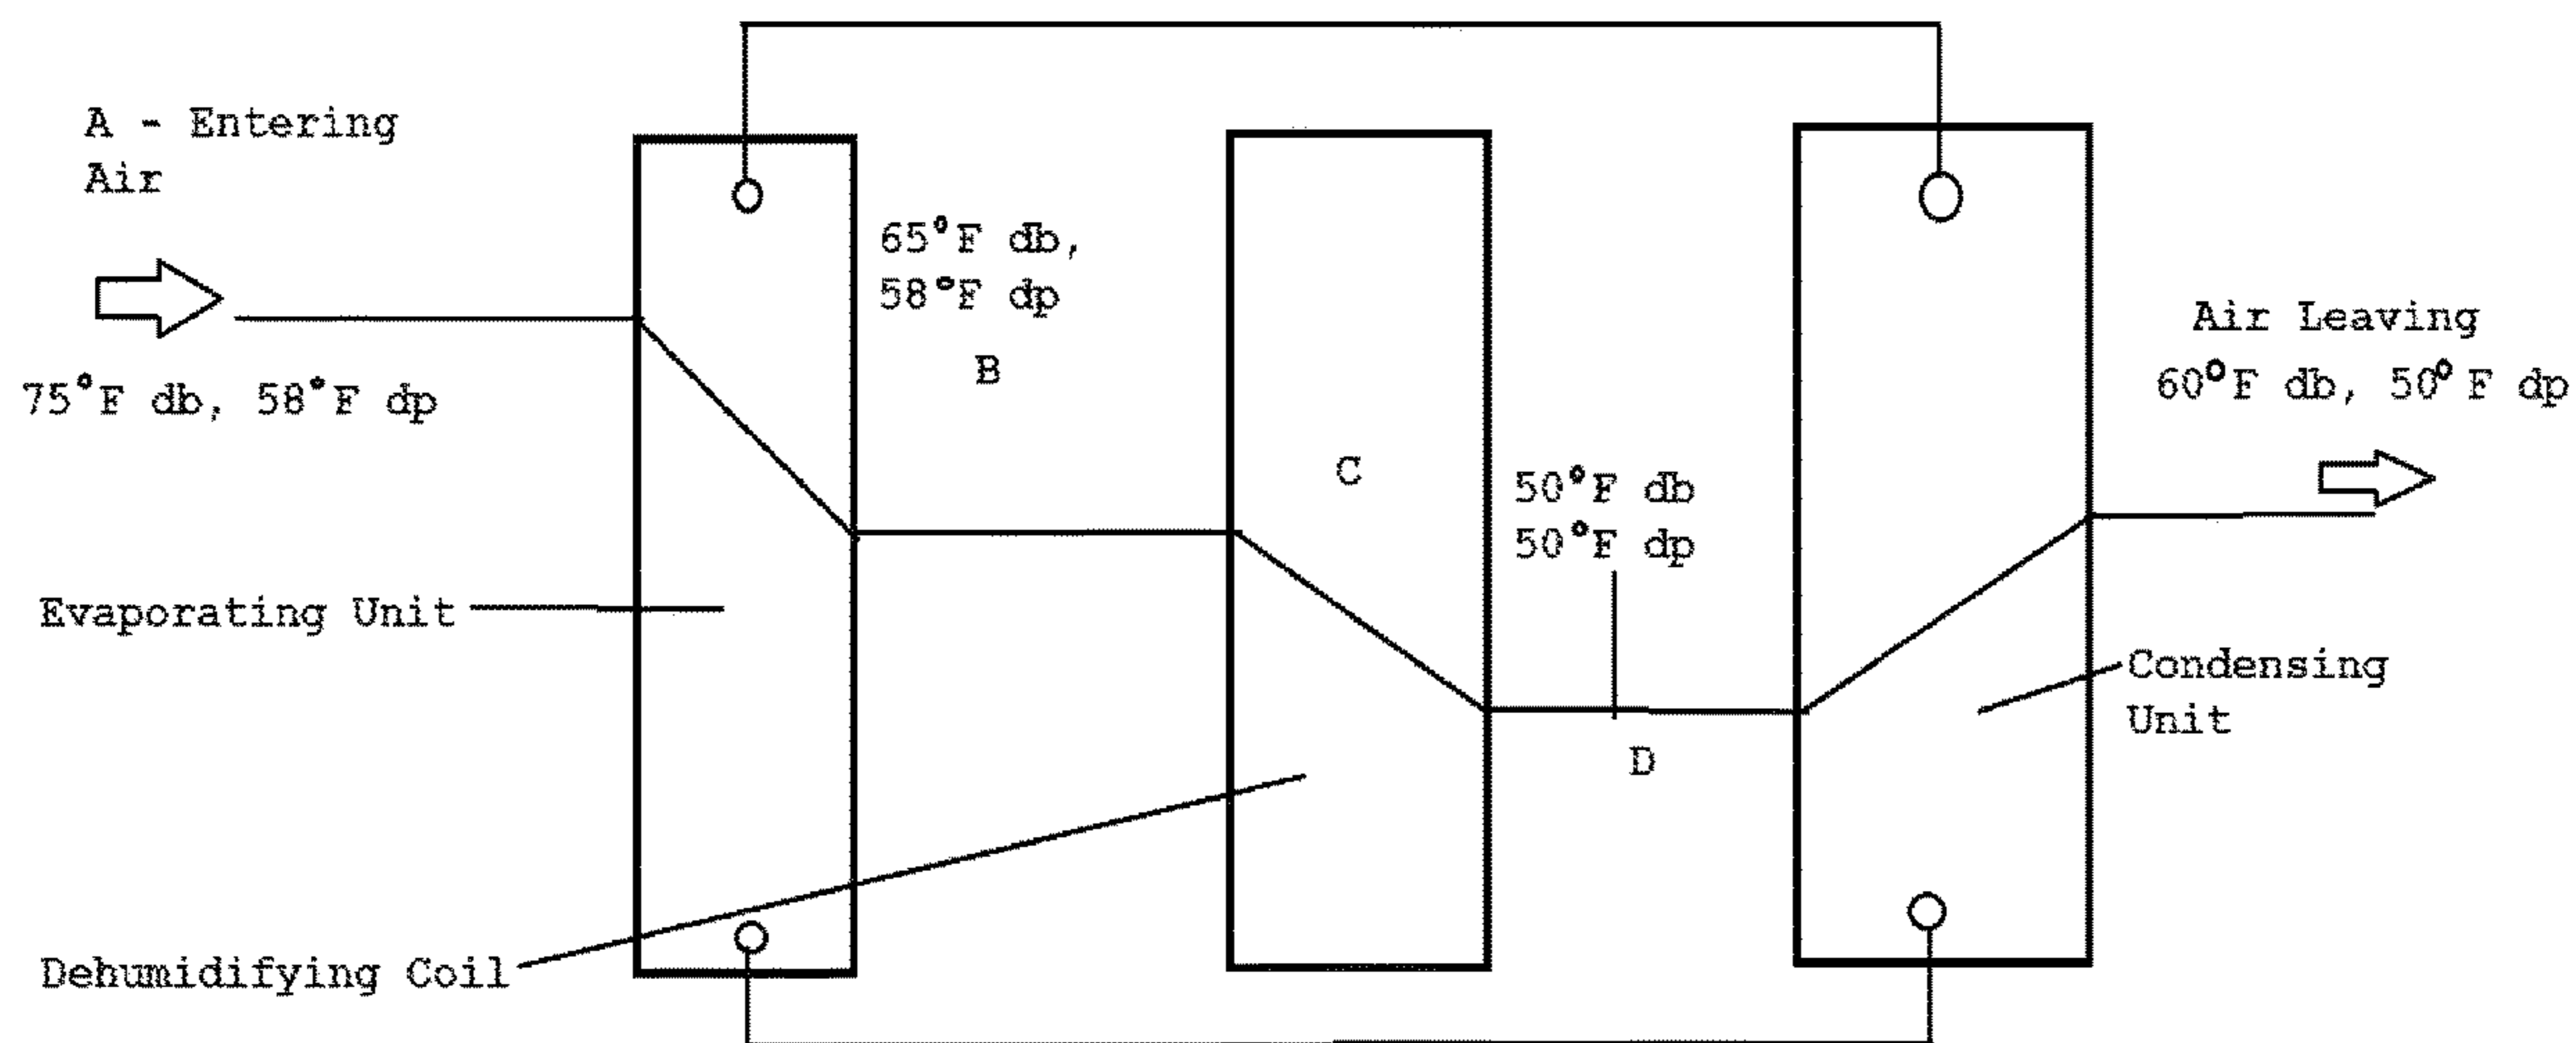 A - Entering
Air
75°F db, 58°F dp
65°F db,
58°F dp
B
C
50°F db
50°F dp
D
Air Leaving
60°F db, 50°F dp
Evaporating Unit
Condensing
Unit
Dehumidifying Coil